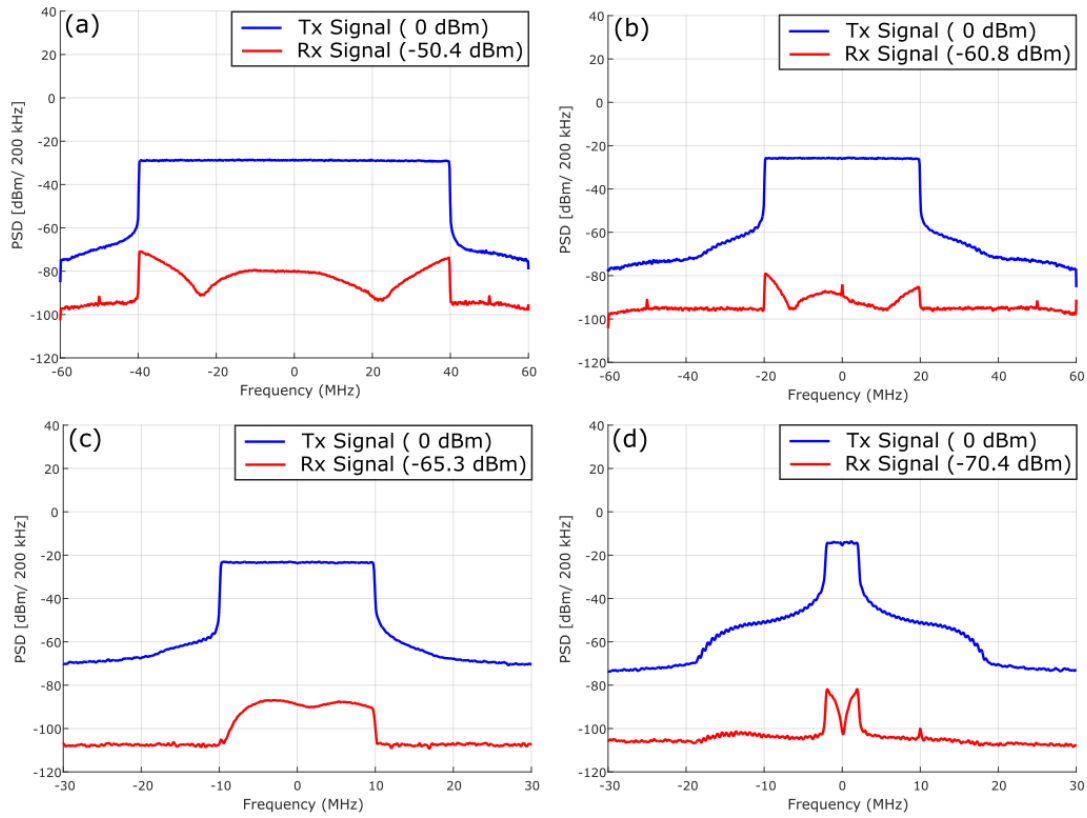 (a)
Tx Signal ( 0 dBm)
Rx Signal (-50.4 dBm)
40
20
0
-20
-40
-60
-80
-100
-120
PSD [dBm/ 200 kHz]
-60 -40 -20 0 20 40 60
Frequency (MHz)
(b)
Tx Signal ( 0 dBm)
Rx Signal (-60.8 dBm)
40
20
0
-20
-40
-60
-80
-100
-120
PSD [dBm/ 200 kHz]
-60 -40 -20 0 20 40 60
Frequency (MHz)
(c)
Tx Signal ( 0 dBm)
Rx Signal (-65.3 dBm)
40
20
0
-20
-40
-60
-80
-100
-120
PSD [dBm/ 200 kHz]
-30 -20 -10 0 10 20 30
Frequency (MHz)
(d)
Tx Signal ( 0 dBm)
Rx Signal (-70.4 dBm)
40
20
0
-20
-40
-60
-80
-100
-120
PSD [dBm/ 200 kHz]
-30 -20 -10 0 10 20 30
Frequency (MHz)